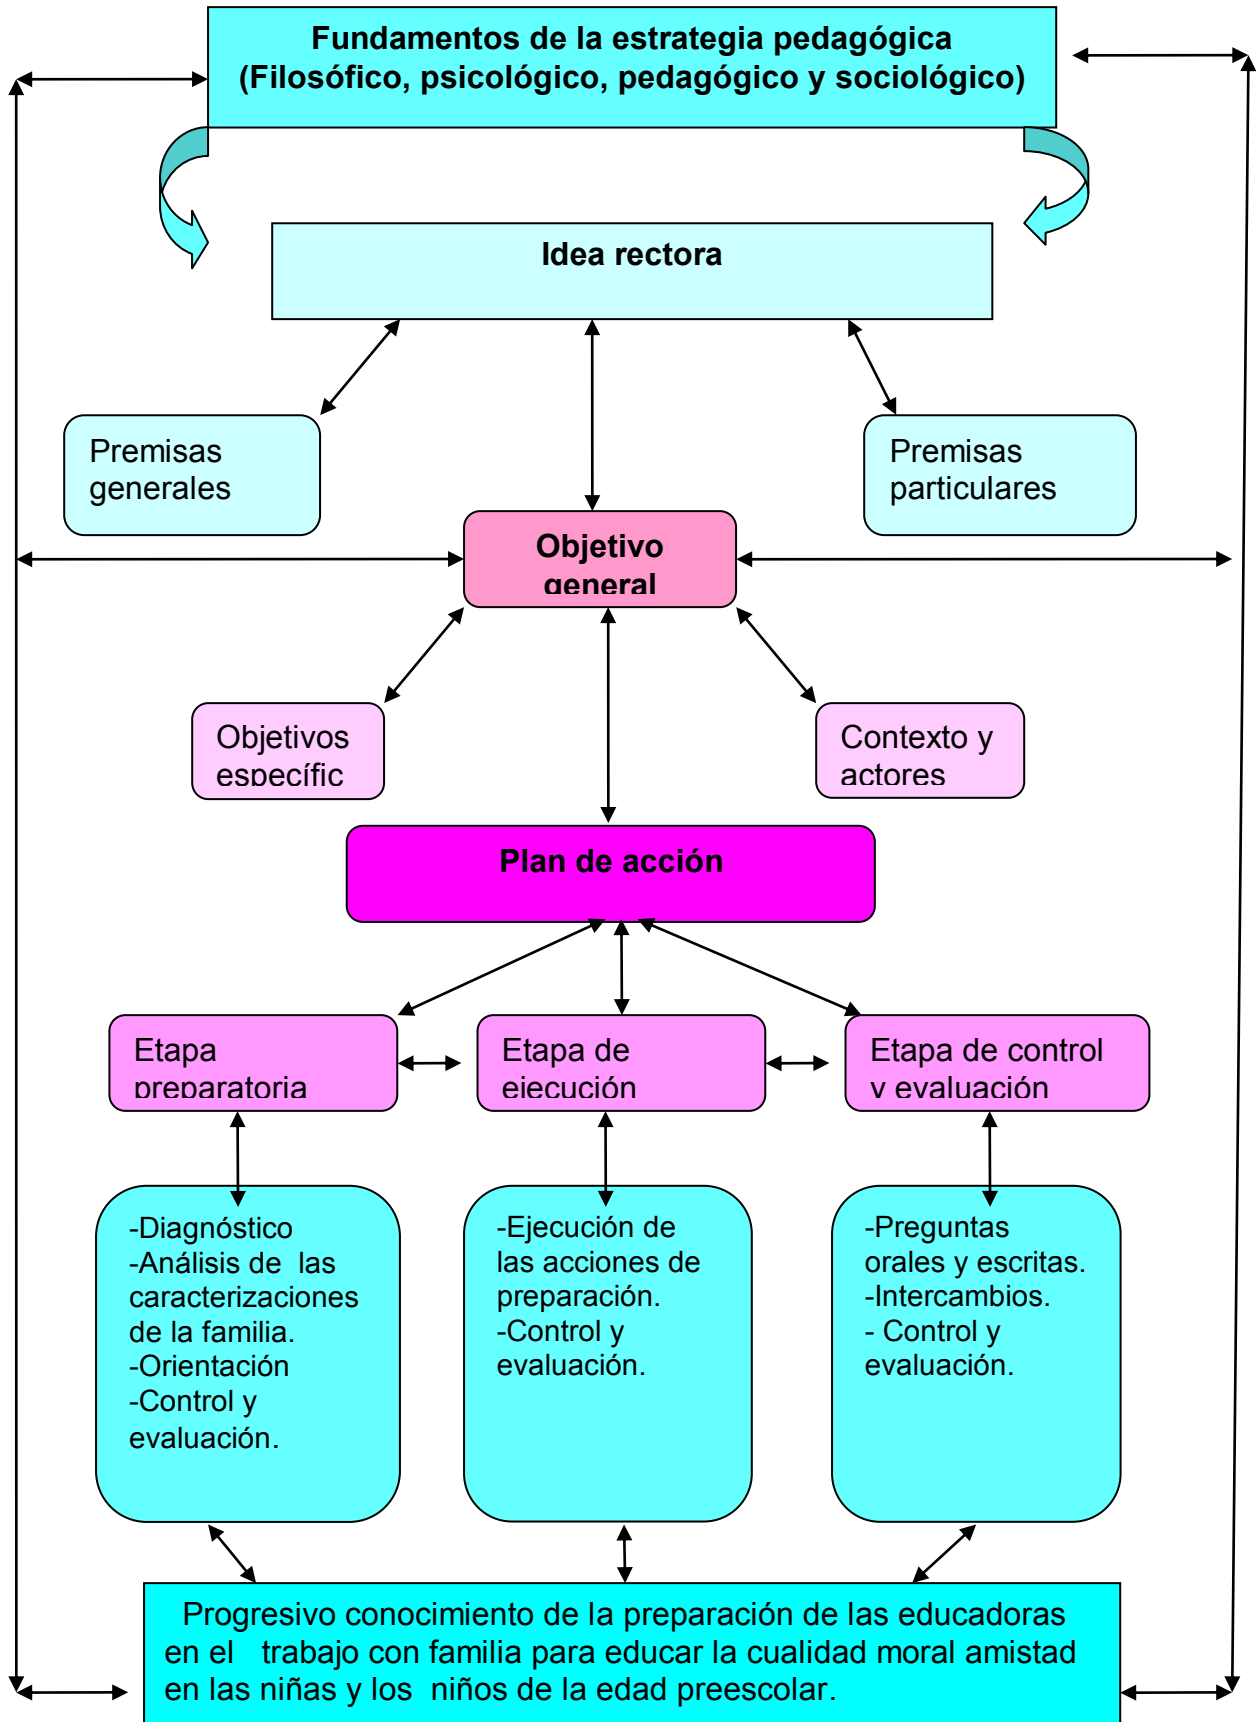 Fundamentos de la estrategia pedagógica
(Filosófico, psicológico, pedagógico y sociológico)
Idea rectora
Premisas
generales
Premisas
particulares
Objetivo
general
Objetivos
específic
Contexto y
actores
Plan de acción
Etapa
preparatoria
Etapa de
ejecución
Etapa de control
y evaluación
-Diagnóstico
-Análisis de las
caracterizaciones
de la familia.
-Orientación
-Control y
evaluación.
-Ejecución de
las acciones de
preparación.
-Control y
evaluación.
-Preguntas
orales y escritas.
-Intercambios.
- Control y
evaluación.
Progresivo conocimiento de la preparación de las educadoras
en el trabajo con familia para educar la cualidad moral amistad
en las niñas y los niños de la edad preescolar.